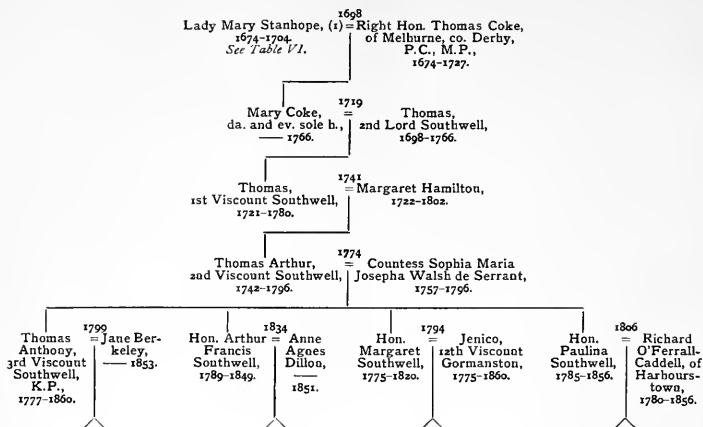 1698
Lady Mary Stanhope, (1) = Right Hon. Thomas Coke,
1674-1704. of Melburne, co. Derby,
See Table VI. P.C., M.P.,
1674-1727.
1719
Mary Coke, = Thomas,
da. and ev. sole h., 2nd Lord Southwell,
—— 1766. 1698-1766.
1741
Thomas, = Margaret Hamilton,
1st Viscount Southwell, 1722-1802.
1721-1780.
1774
Thomas Arthur, = Countess Sophia Maria
2nd Viscount Southwell, Josepha Walsh de Serrant,
1742-1796. 1757-1796.
1799
Thomas = Jane Ber-
Anthony, keley,
3rd Viscount —— 1853.
Southwell,
K.P.,
1777-1860.
1834
Hon. Arthur = Anne
Francis Agnes
Southwell, Dillon,
1789-1849. ——
1851.
1794
Hon. = Jenico,
Margaret 12th Viscount
Southwell, Gormanston,
1775-1820. 1775-1860.
1806
Hon. = Richard
Paulina O'Ferrall-
Southwell, Caddell, of
1785-1856. Harbours-
town,
1780-1856.